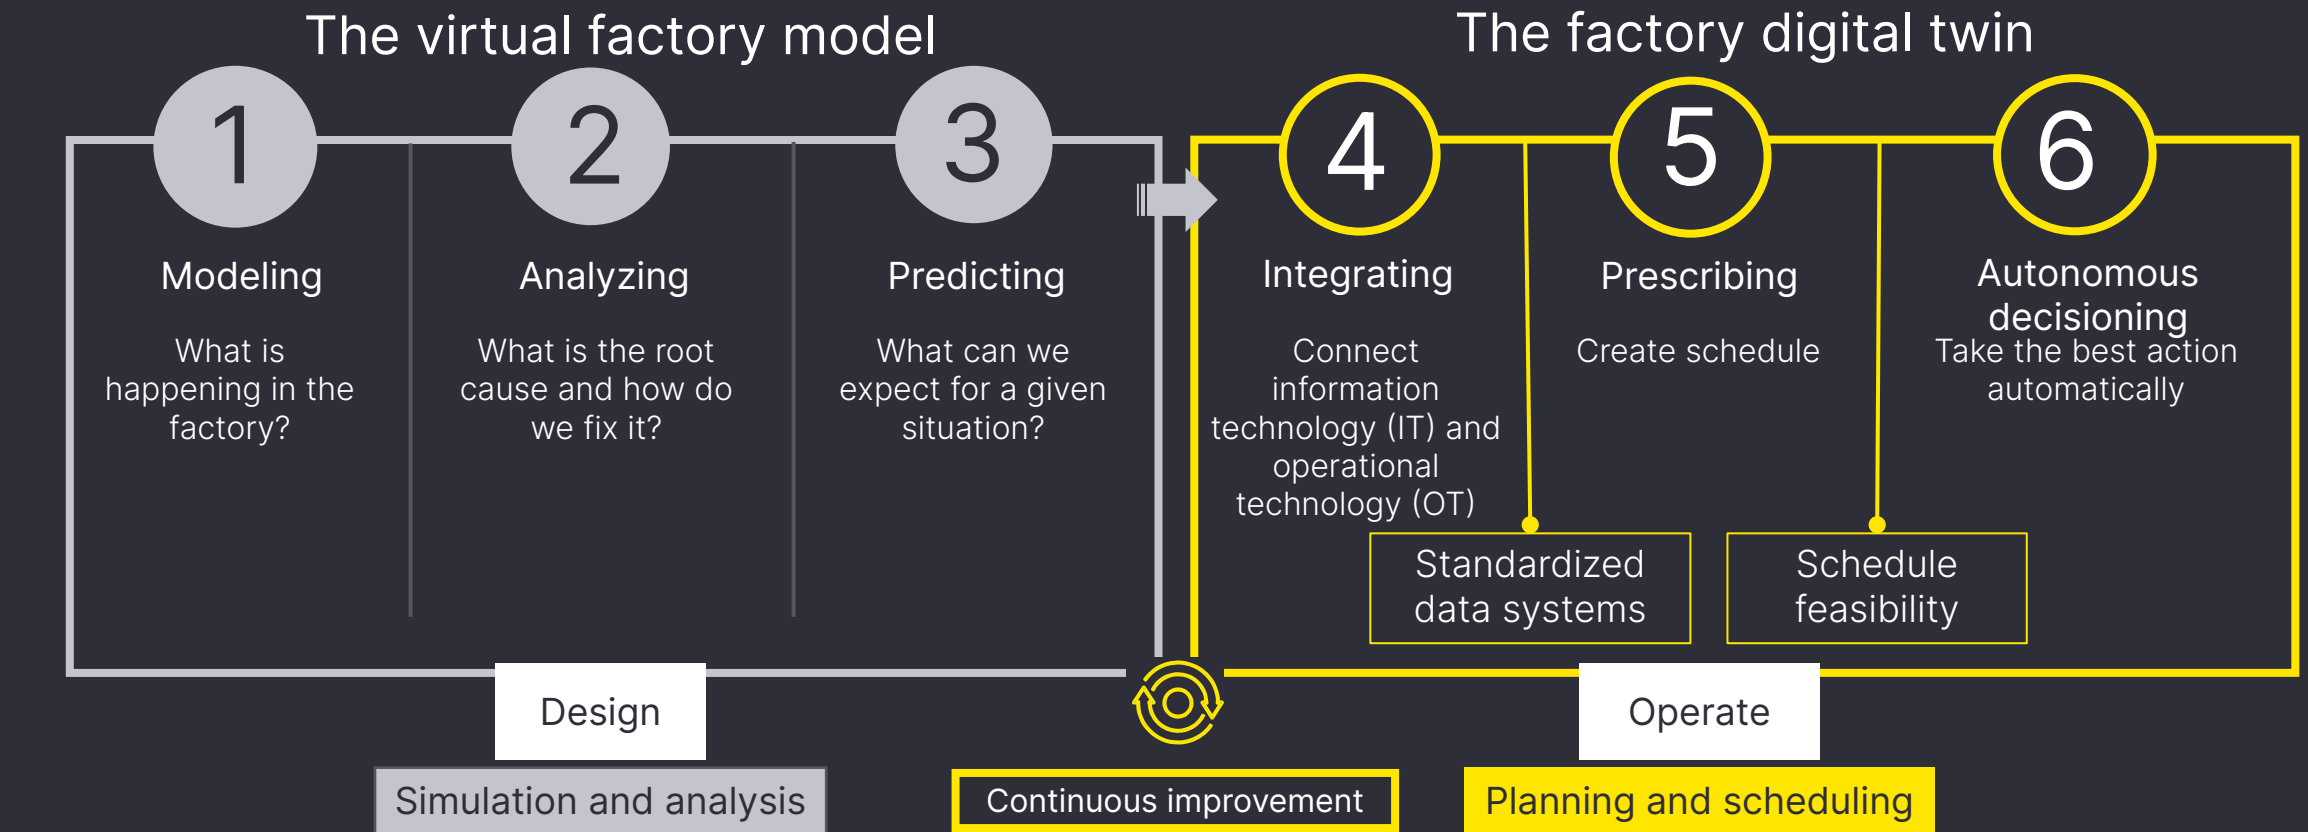 The virtual factory model
1
Modeling
What is
happening in the
factory?
2
Analyzing
What is the root
cause and how do
we fix it?
3
Predicting
What can we
expect for a given
situation?
Design
Simulation and analysis
The factory digital twin
4
Integrating
Connect
information
technology (IT) and
operational
technology (OT)
5
Prescribing
Create schedule
6
Autonomous
decisioning
Take the best action
automatically
Standardized
data systems
Schedule
feasibility
Operate
Continuous improvement
Planning and scheduling